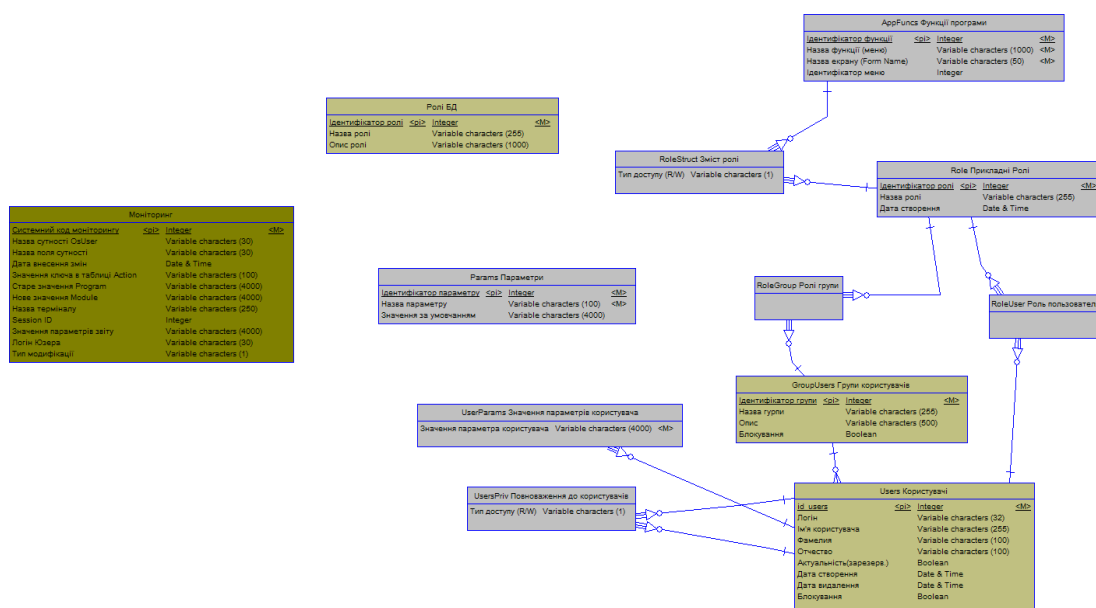 AppFuncs Функції програми
Ідентифікатор функції <pi> Integer <M>
Назва функції (меню) Variable characters (1000) <M>
Назва екрану (Form Name) Variable characters (50) <M>
Ідентифікатор меню Integer
Ролі БД
Ідентифікатор ролі <pi> Integer <M>
Назва ролі Variable characters (255)
Опис ролі Variable characters (1000)
RoleStruct Зміст ролі
Тип доступу (R/W) Variable characters (1)
Role Прикладні Ролі
Ідентифікатор ролі <pi> Integer <M>
Назва ролі Variable characters (255)
Дата створення Date & Time
Моніторинг
Системний код моніторингу <pi> Integer <M>
Назва сутності OsUser Variable characters (30)
Назва поля сутності Variable characters (30)
Дата внесення змін Date & Time
Значення ключа в таблиці Action Variable characters (100)
Старе значення Program Variable characters (4000)
Нове значення Module Variable characters (4000)
Назва терміналу Variable characters (250)
Session ID Integer
Значення параметрів звіту Variable characters (4000)
Логін Юзера Variable characters (30)
Тип модифікації Variable characters (1)
Params Параметри
Ідентифікатор параметру <pi> Integer <M>
Назва параметру Variable characters (100) <M>
Значення за умовчанням Variable characters (4000)
RoleGroup Ролі групи
RoleUser Роль пользовател
GroupUsers Групи користувачів
Ідентифікатор групи <pi> Integer <M>
Назва гурпи Variable characters (255)
Опис Variable characters (500)
Блокування Boolean
UserParams Значення параметрів користувача
Значення параметра користувача Variable characters (4000) <M>
UsersPriv Повноваження до користувачів
Тип доступу (R/W) Variable characters (1)
Users Користувачі
id_users <pi> Integer <M>
Логін Variable characters (32)
Ім'я користувача Variable characters (255)
Фамелия Variable characters (100)
Отчество Variable characters (100)
Актуальність(зарезерв.) Boolean
Дата створення Date & Time
Дата видалення Date & Time
Блокування Boolean